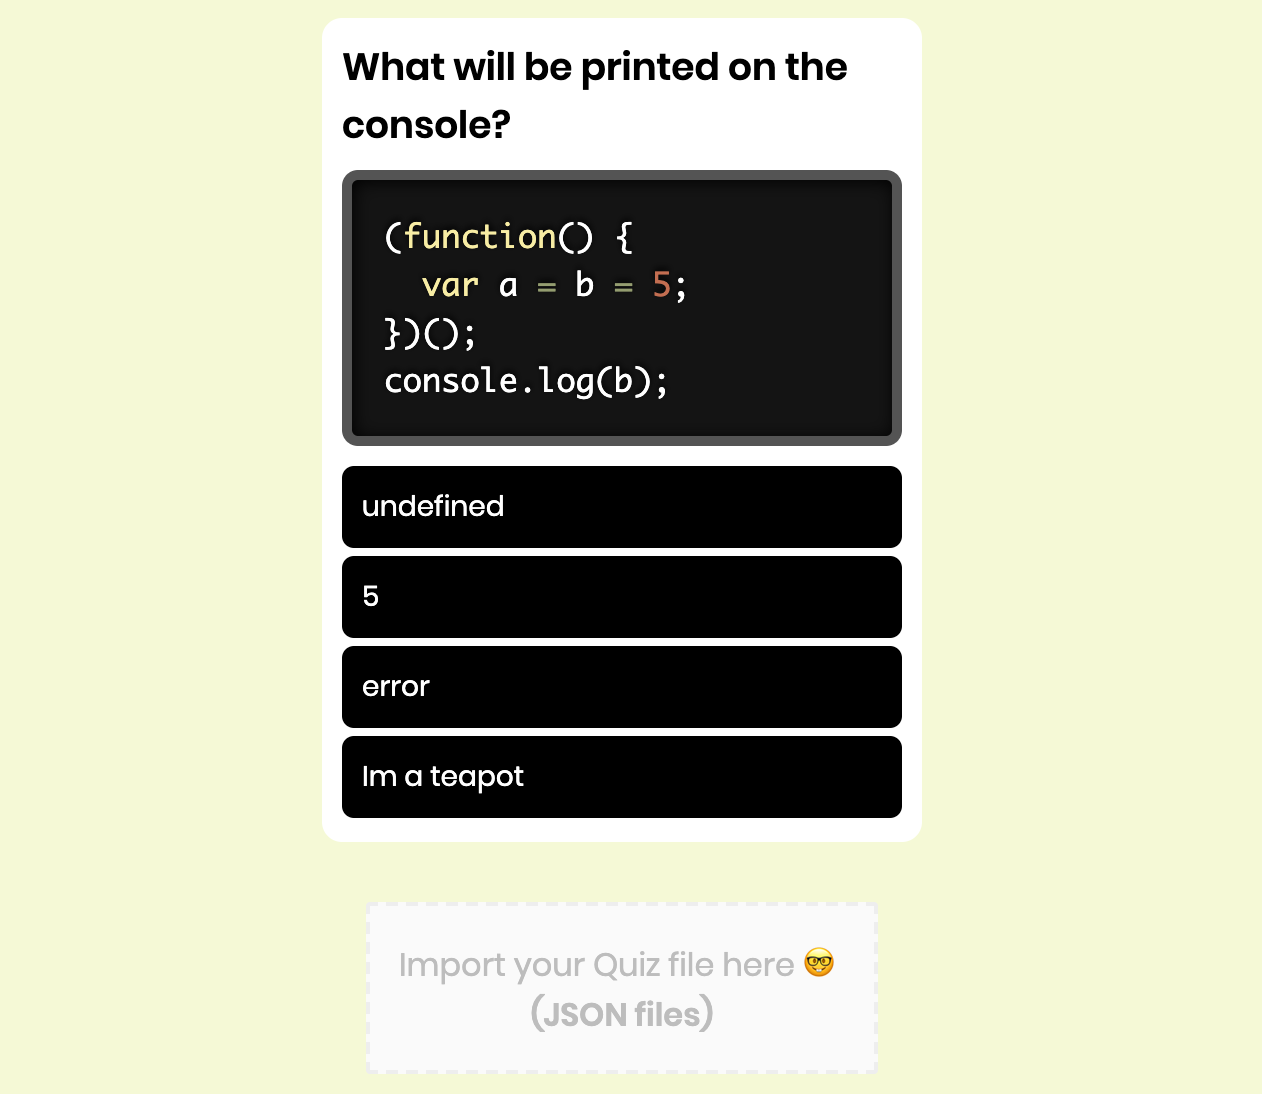 What will be printed on the
console?
(function() {
  var a = b = 5;
})();
console.log(b);
undefined
5
error
Im a teapot
Import your Quiz file here 🤓
(JSON files)